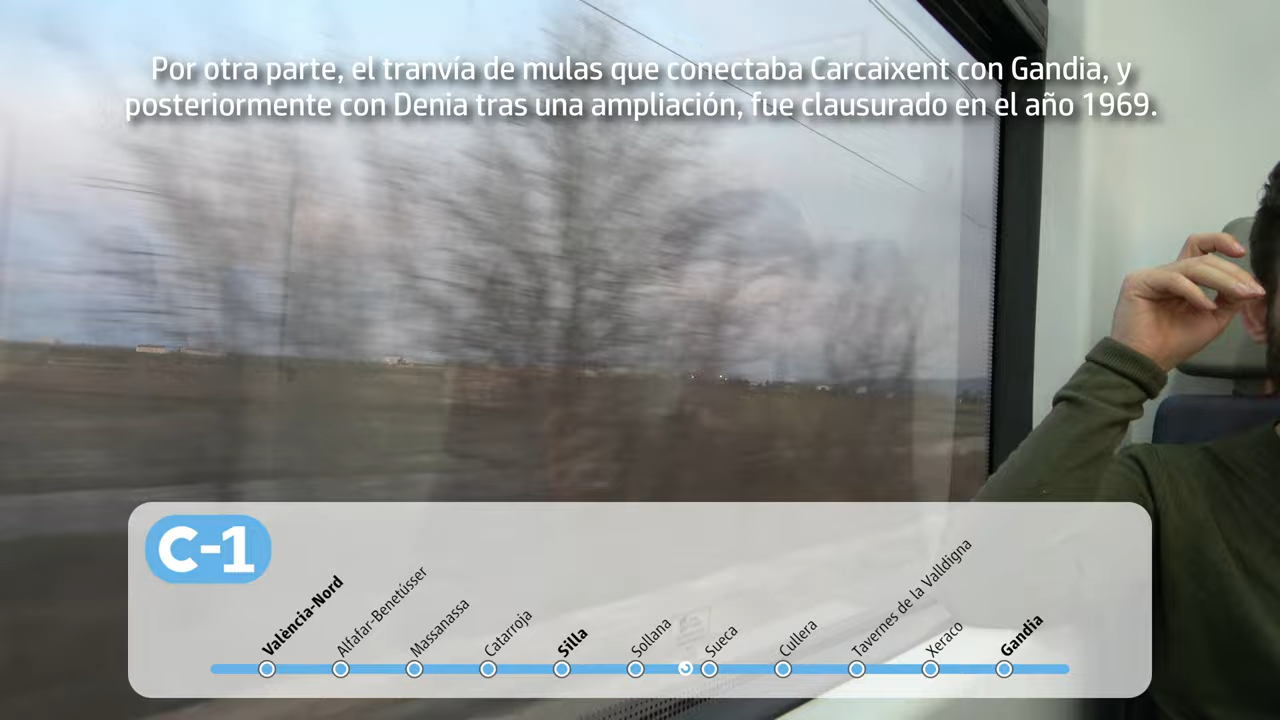 Por otra parte, el tranvía de mulas que conectaba Carcaixent con Gandia, y
posteriormente con Denia tras una ampliación, fue clausurado en el año 1969.
C-1
València-Nord
Alfafar-Benetússer
Massanassa
Catarroja
Silla
Sollana
Sueca
Cullera
Tavernes de la Valldigna
Xeraco
Gandia